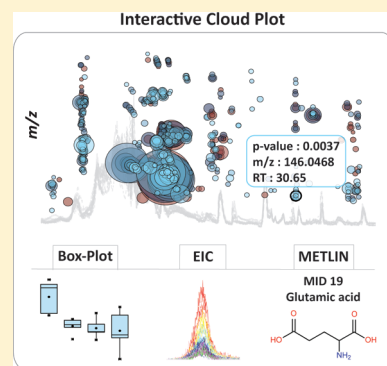 Interactive Cloud Plot
m/z
p-value : 0.0037
m/z : 146.0468
RT : 30.65
Box-Plot
EIC
METLIN
MID 19
Glutamic acid
O
O
HO
OH
NH2